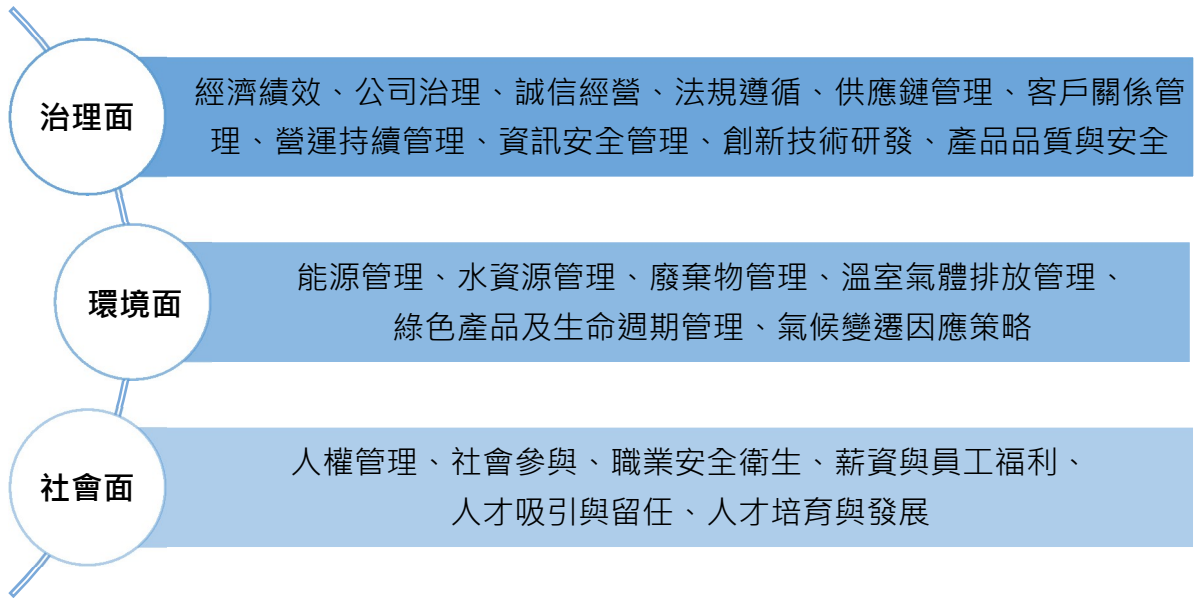 治理面
經濟績效、公司治理、誠信經營、法規遵循、供應鏈管理、客戶關係管
理、營運持續管理、資訊安全管理、創新技術研發、產品品質與安全
環境面
能源管理、水資源管理、廢棄物管理、溫室氣體排放管理、
綠色產品及生命週期管理、氣候變遷因應策略
社會面
人權管理、社會參與、職業安全衛生、薪資與員工福利、
人才吸引與留任、人才培育與發展